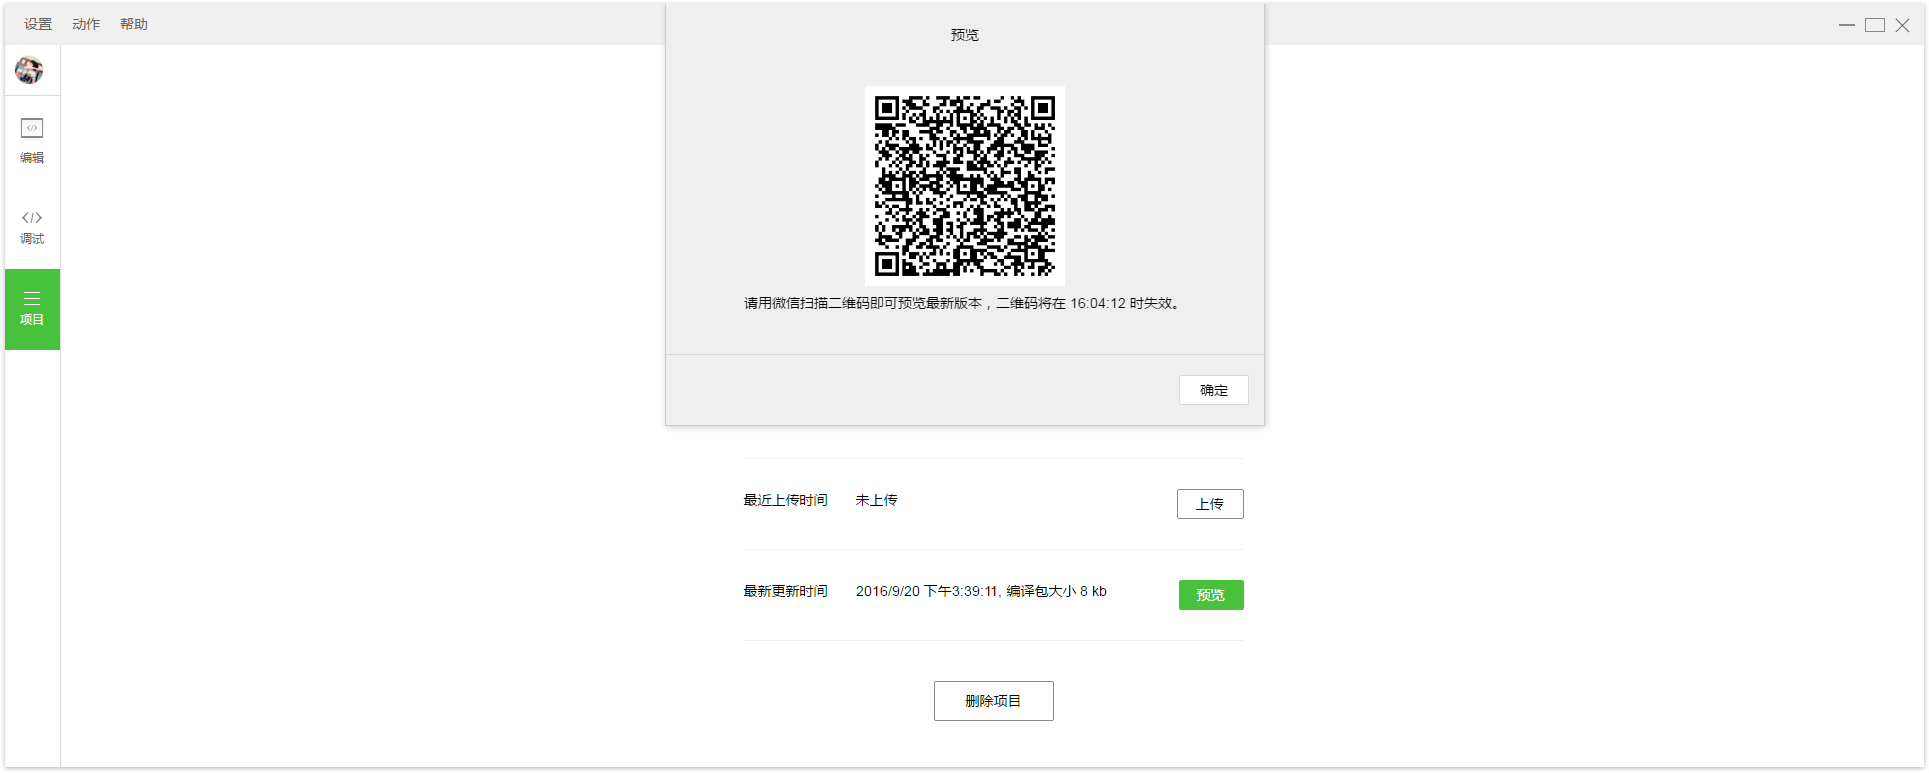 设置 动作 帮助
预览
编辑
调试
项目
请用微信扫描二维码即可预览最新版本，二维码将在 16:04:12 时失效。
确定
最近上传时间 未上传 上传
最新更新时间 2016/9/20 下午3:39:11, 编译包大小 8 kb 预览
删除项目